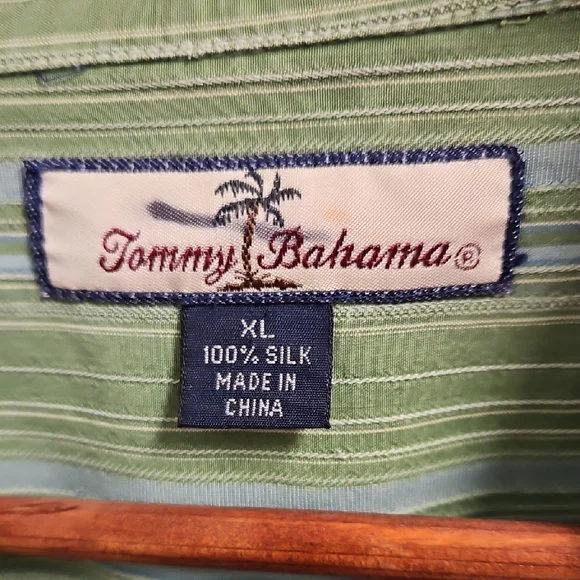 Tommy Bahama®
XL
100% SILK
MADE IN
CHINA